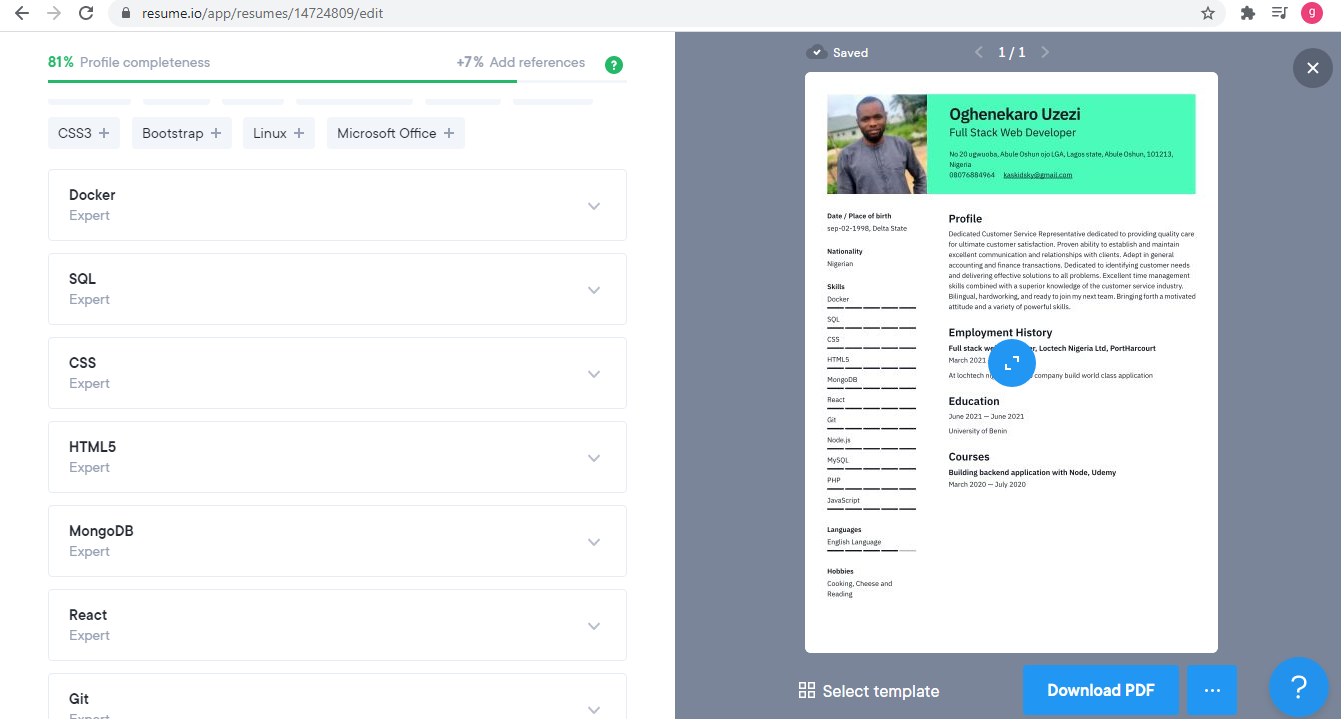 resume.io/app/resumes/14724809/edit
g
81% Profile completeness
+7% Add references
?
CSS3 +
Bootstrap +
Linux +
Microsoft Office +
Docker
Expert
SQL
Expert
CSS
Expert
HTML5
Expert
MongoDB
Expert
React
Expert
Git
Expert
Saved
1 / 1
Oghenekaro Uzezi
Full Stack Web Developer
No 20 ugwuoba, Abule Oshun ojo LGA, Lagos state, Abule Oshun, 101213,
Nigeria
08076884964 kaskidsky@gmail.com
Date / Place of birth
sep-02-1998, Delta State
Nationality
Nigerian
Skills
Docker
SQL
CSS
HTML5
MongoDB
React
Git
Node.js
MySQL
PHP
JavaScript
Languages
English Language
Hobbies
Cooking, Cheese and
Reading
Profile
Dedicated Customer Service Representative dedicated to providing quality care
for ultimate customer satisfaction. Proven ability to establish and maintain
excellent communication and relationships with clients. Adept in general
accounting and finance transactions. Dedicated to identifying customer needs
and delivering effective solutions to all problems. Excellent time management
skills combined with a superior knowledge of the customer service industry.
Bilingual, hardworking, and ready to join my next team. Bringing forth a motivated
attitude and a variety of powerful skills.
Employment History
Full stack , Loctech Nigeria Ltd, PortHarcourt
March 2021
At lochtech company build world class application
Education
June 2021 — June 2021
University of Benin
Courses
Building backend application with Node, Udemy
March 2020 — July 2020
Select template
Download PDF
...
?